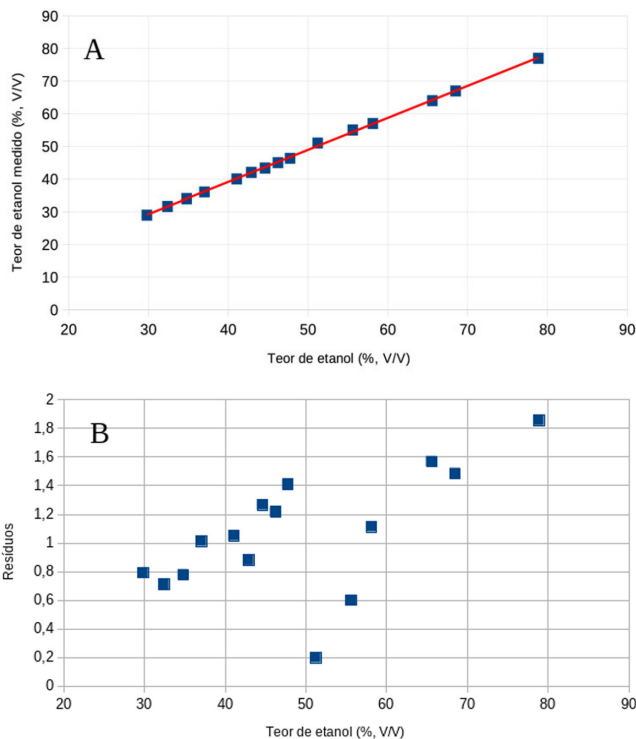 A
90
80
70
60
50
40
30
20
10
0
Teor de etanol medido (%, V/V)
20 30 40 50 60 70 80 90
Teor de etanol (%, V/V)
B
2
1,8
1,6
1,4
1,2
1
0,8
0,6
0,4
0,2
0
Resíduos
20 30 40 50 60 70 80 90
Teor de etanol (%, V/V)